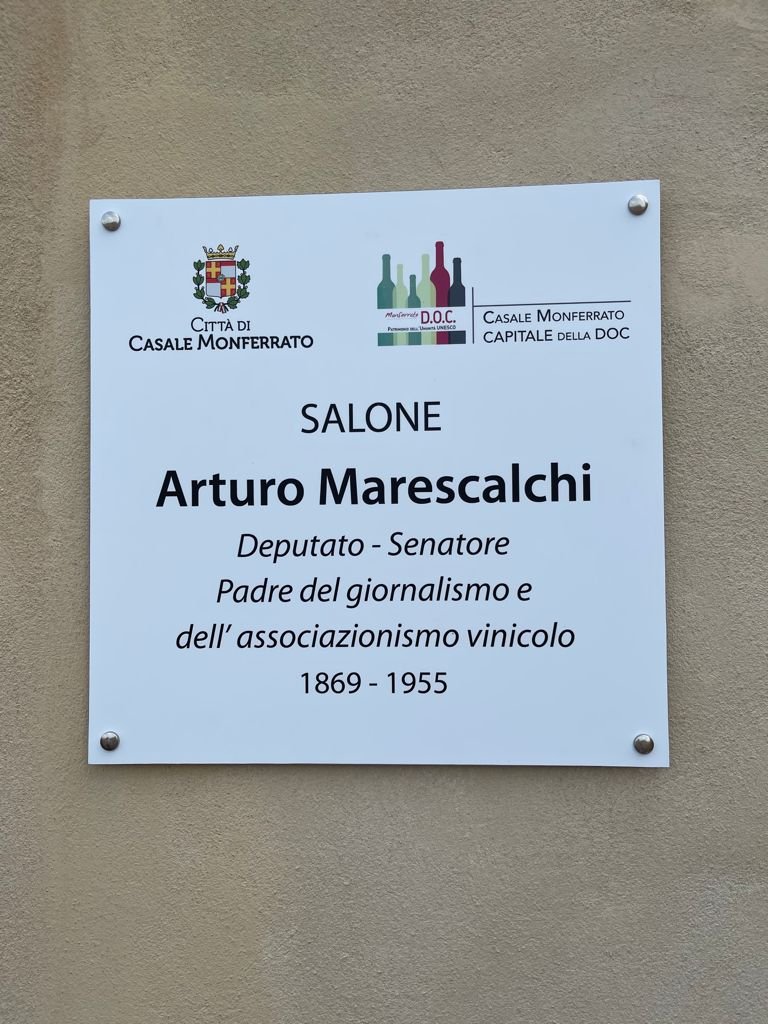 CITTÀ DI
CASALE MONFERRATO
Monferrato D.O.C.
PATRIMONIO DELL'UMANITÀ UNESCO
CASALE MONFERRATO
CAPITALE DELLA DOC
SALONE
Arturo Marescalchi
Deputato - Senatore
Padre del giornalismo e
dell' associazionismo vinicolo
1869 - 1955